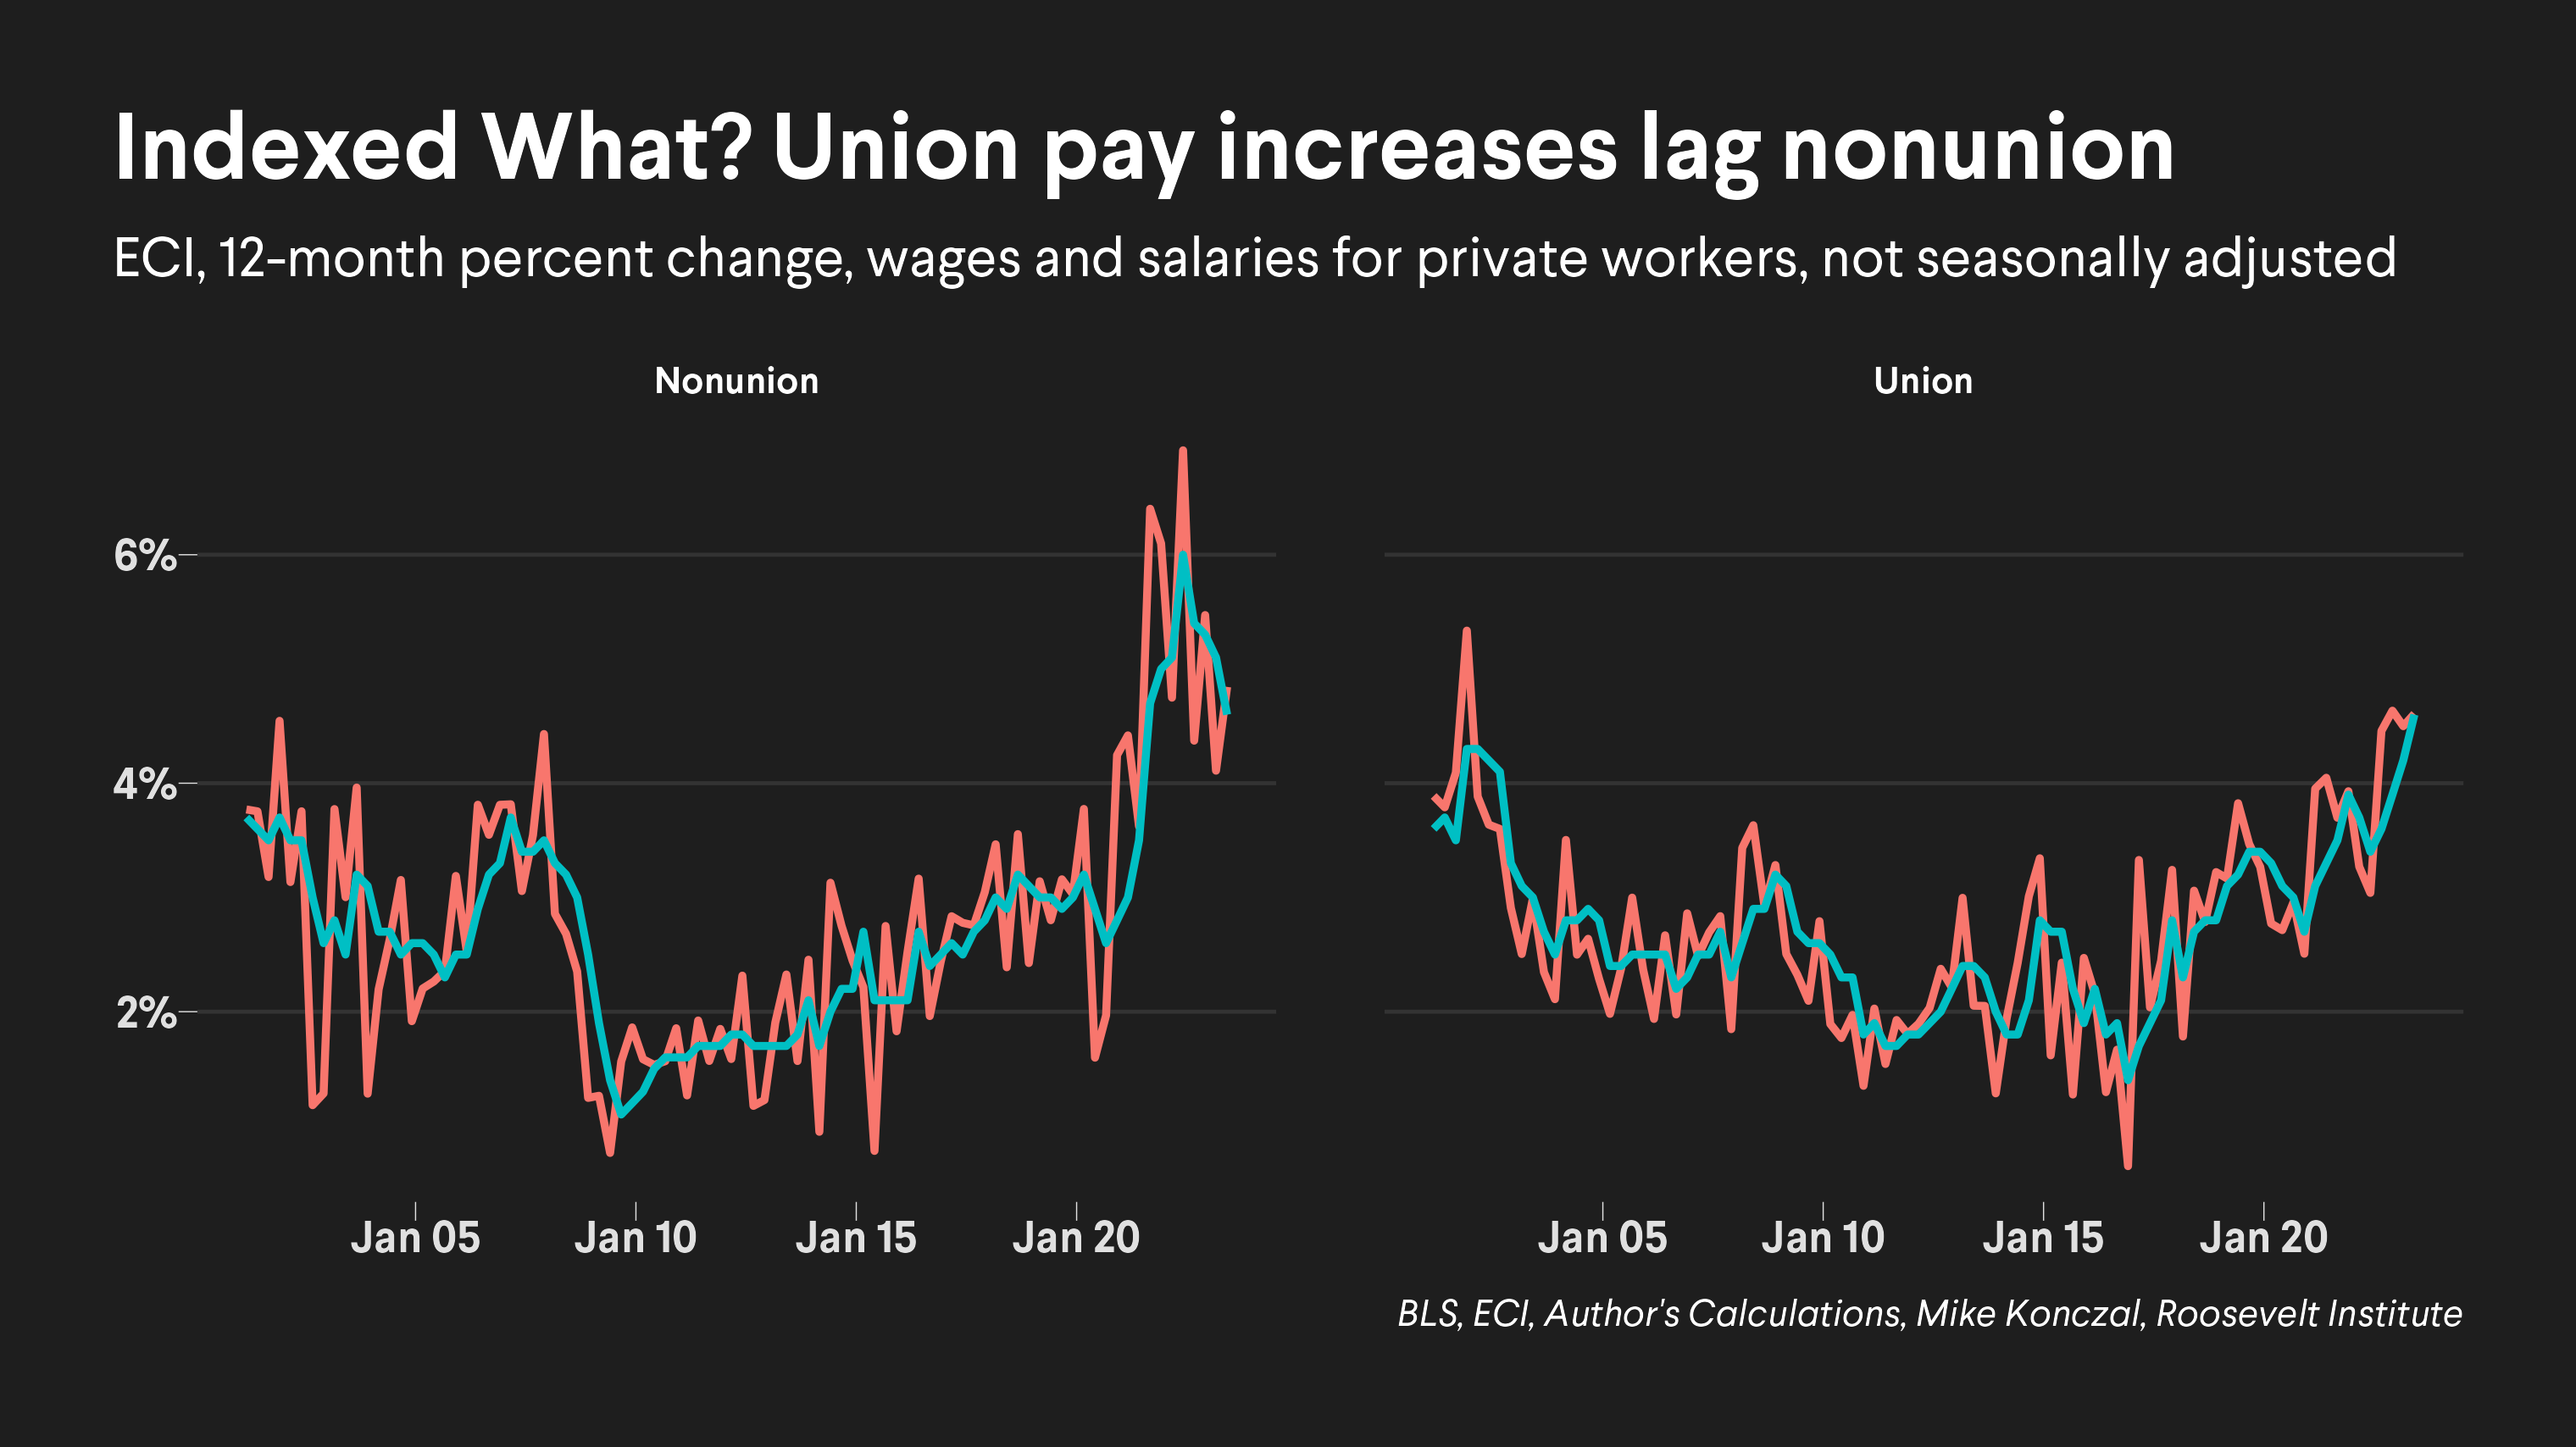 Indexed What? Union pay increases lag nonunion
ECI, 12-month percent change, wages and salaries for private workers, not seasonally adjusted
Nonunion
Union
6%
4%
2%
Jan 05
Jan 10
Jan 15
Jan 20
Jan 05
Jan 10
Jan 15
Jan 20
BLS, ECI, Author's Calculations, Mike Konczal, Roosevelt Institute